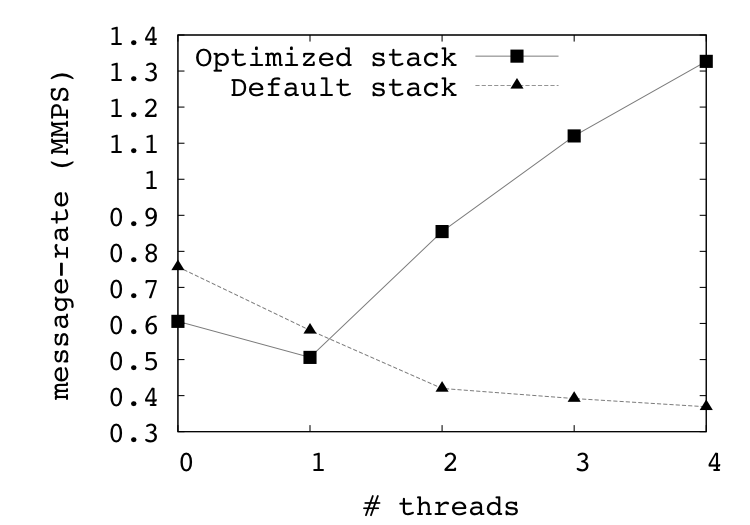 1.4
1.3
1.2
1.1
1
0.9
0.8
0.7
0.6
0.5
0.4
0.3
message-rate (MMPS)
Optimized stack
Default stack
0 1 2 3 4
# threads